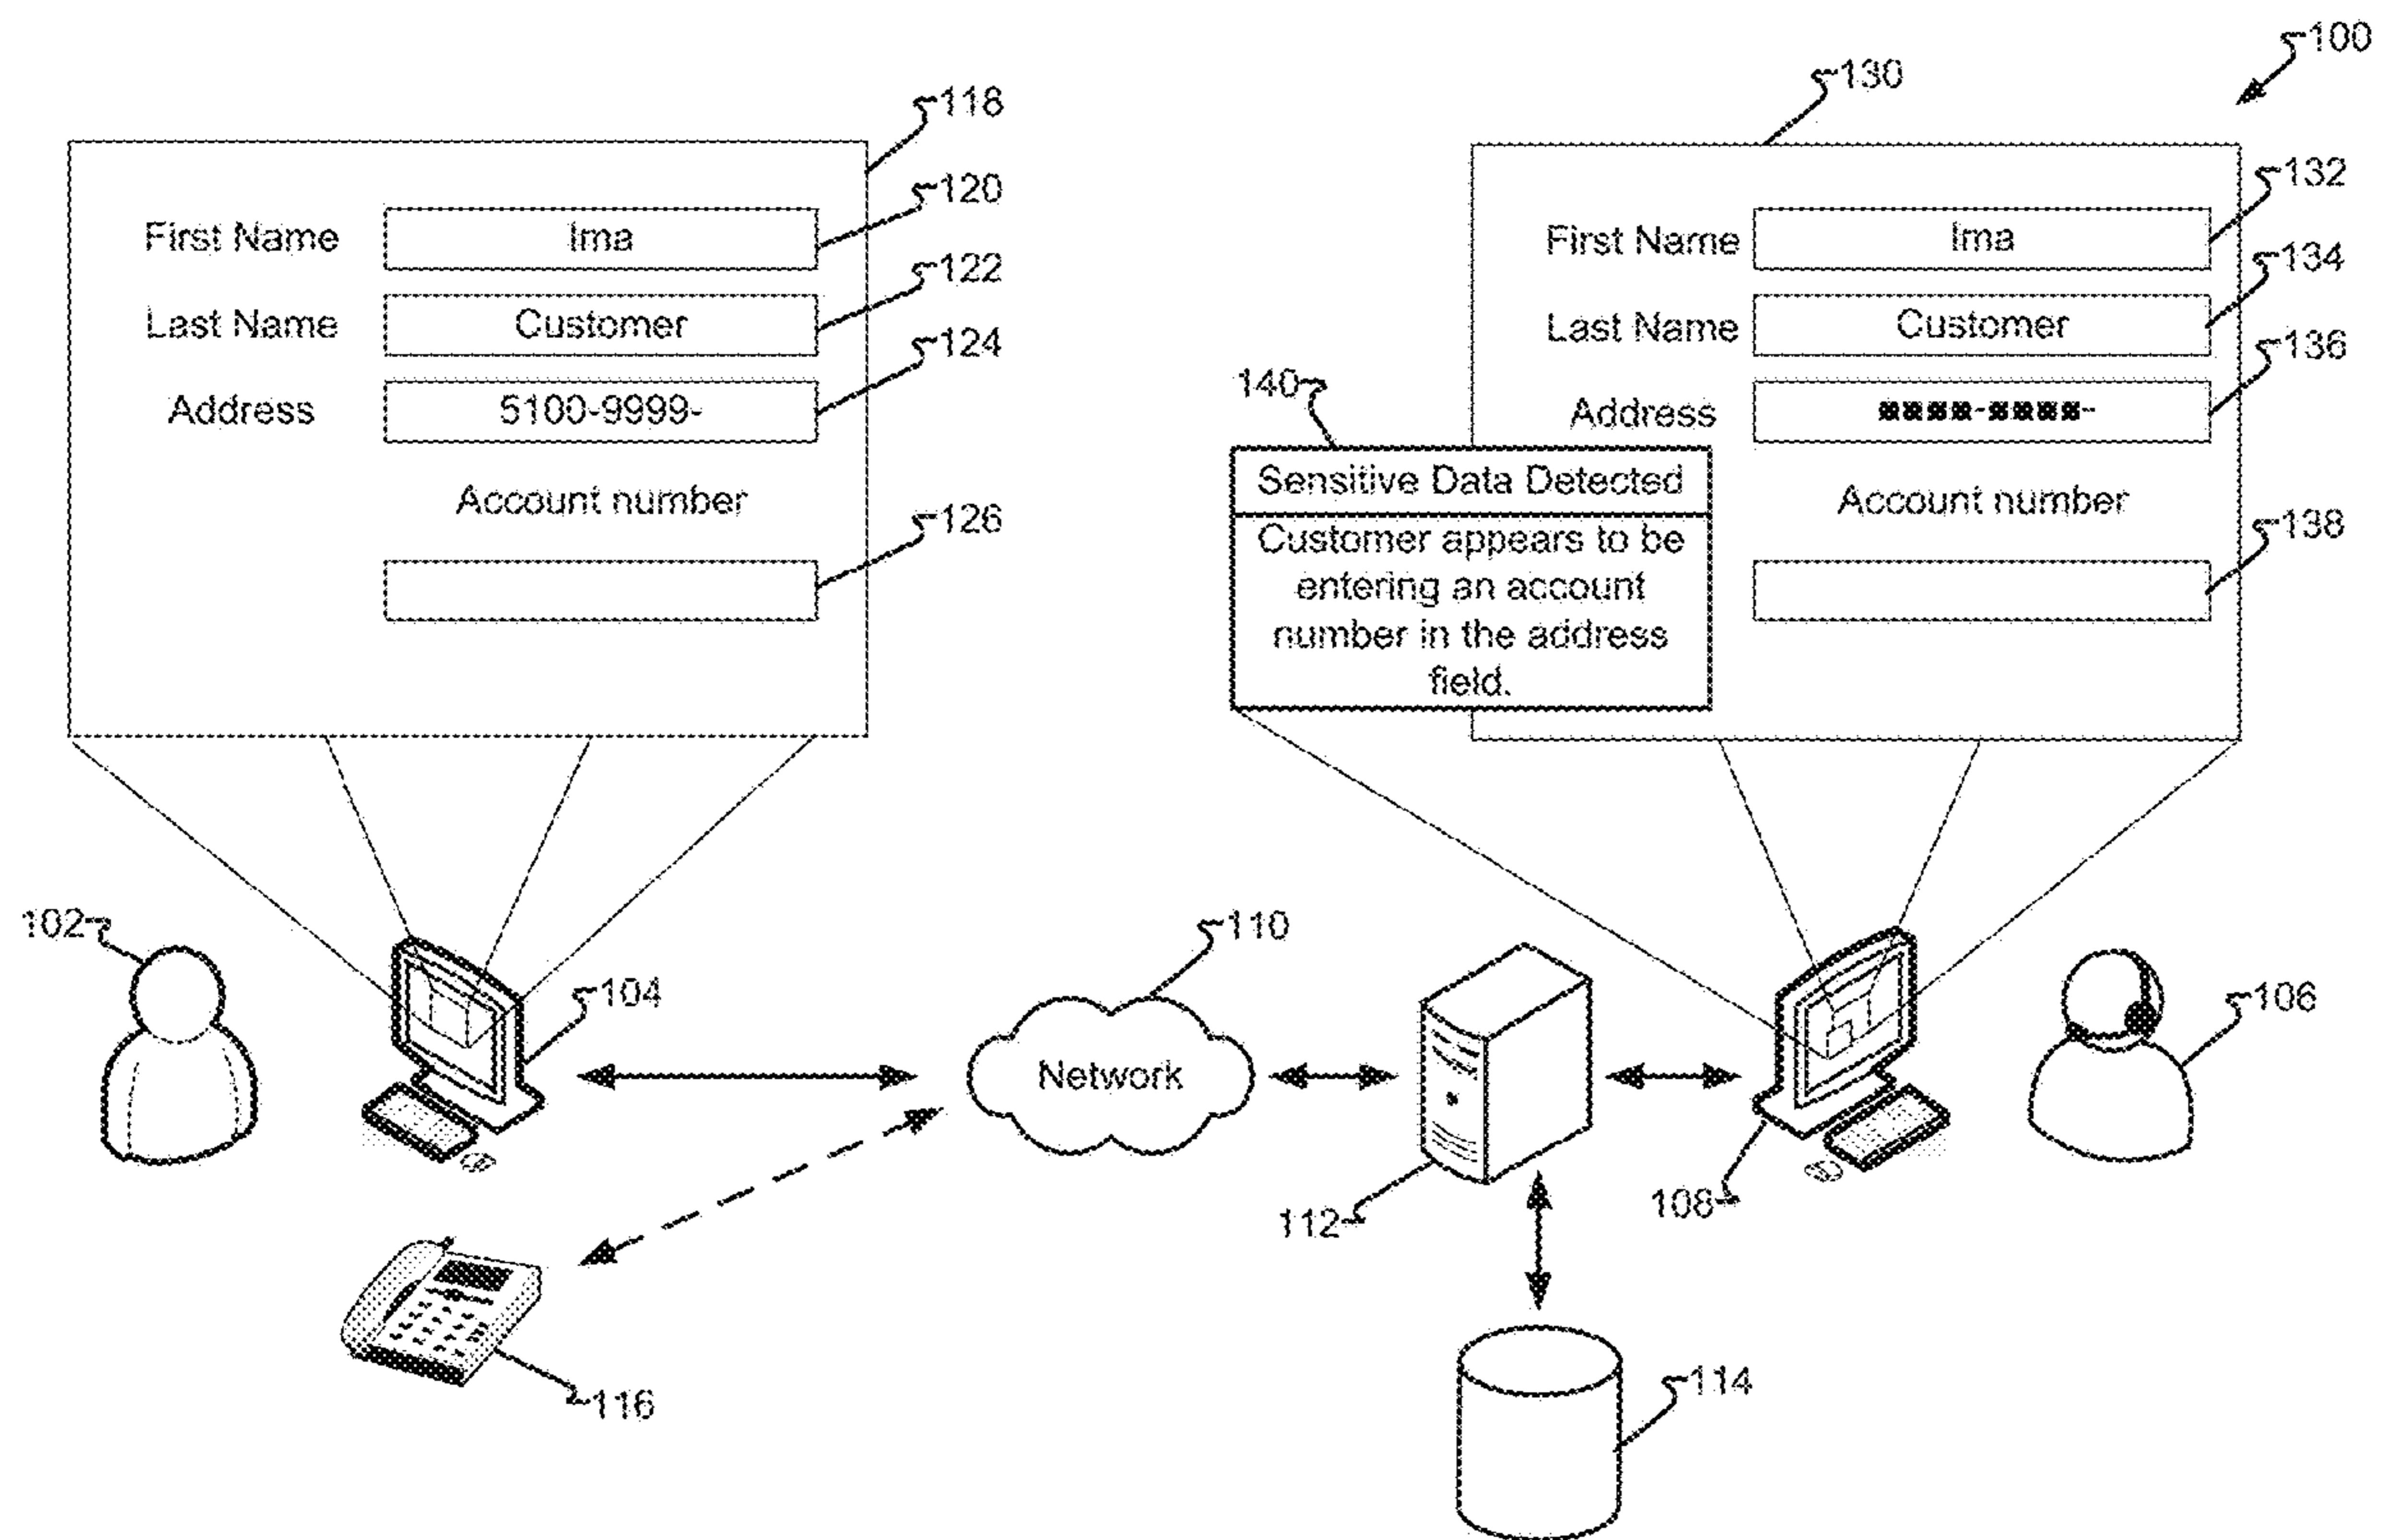 100
130
118
120
First Name
Ima
122
Last Name
Customer
124
Address
5100-9999-
Account number
126
132
First Name
Ima
134
Last Name
Customer
136
Address
■■■■-■■■■-
140
Sensitive Data Detected
Customer appears to be
entering an account
number in the address
field.
Account number
138
102
104
110
Network
112
108
106
116
114